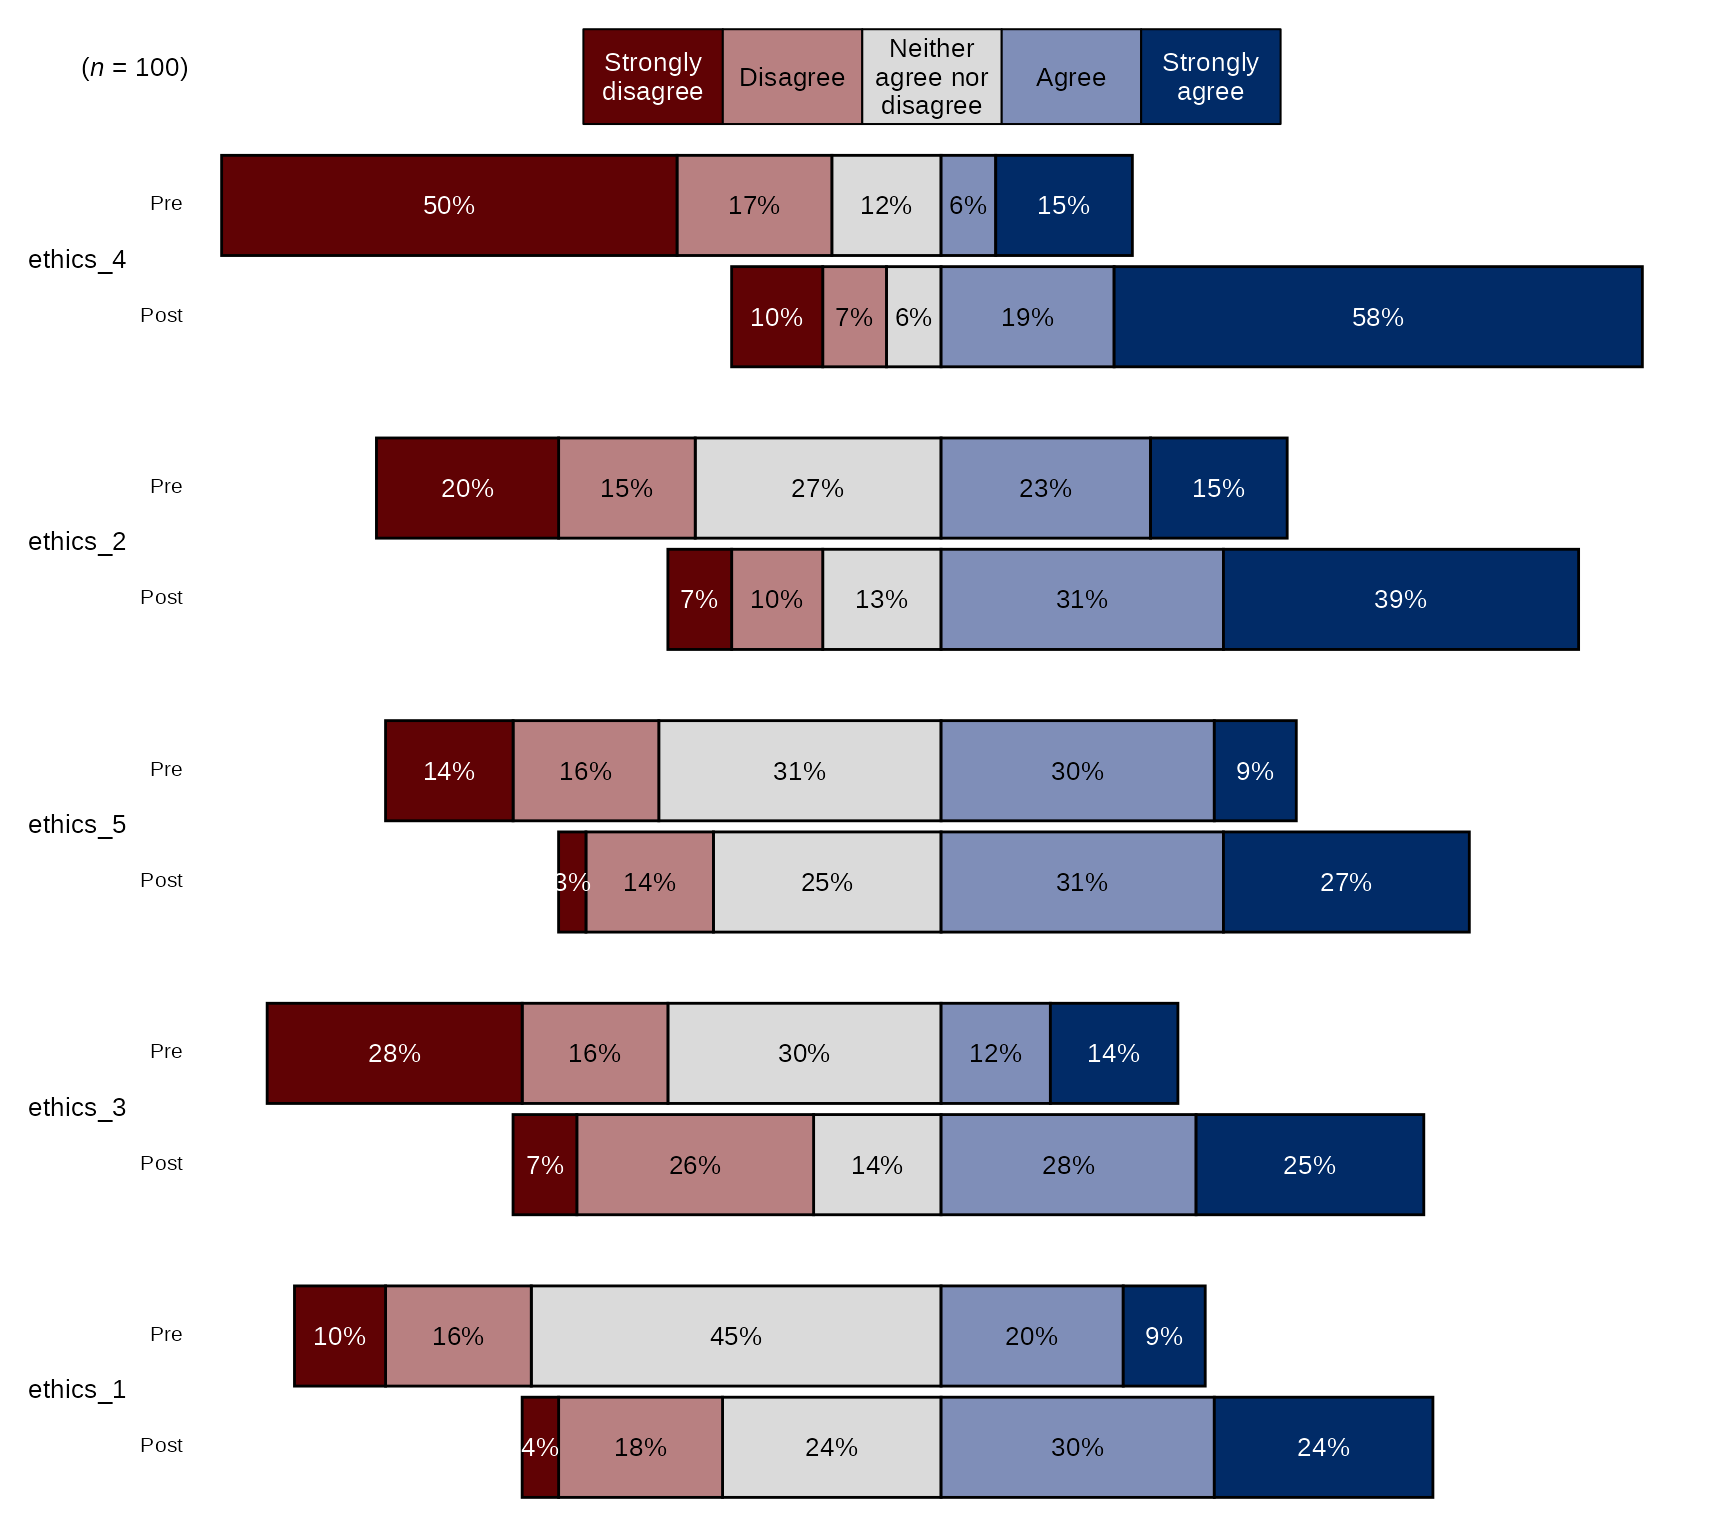 (n = 100)
Strongly
disagree
Disagree
Neither
agree nor
disagree
Agree
Strongly
agree
ethics_4
Pre
50% 17% 12% 6% 15%
Post
10% 7% 6% 19% 58%
ethics_2
Pre
20% 15% 27% 23% 15%
Post
7% 10% 13% 31% 39%
ethics_5
Pre
14% 16% 31% 30% 9%
Post
3% 14% 25% 31% 27%
ethics_3
Pre
28% 16% 30% 12% 14%
Post
7% 26% 14% 28% 25%
ethics_1
Pre
10% 16% 45% 20% 9%
Post
4% 18% 24% 30% 24%